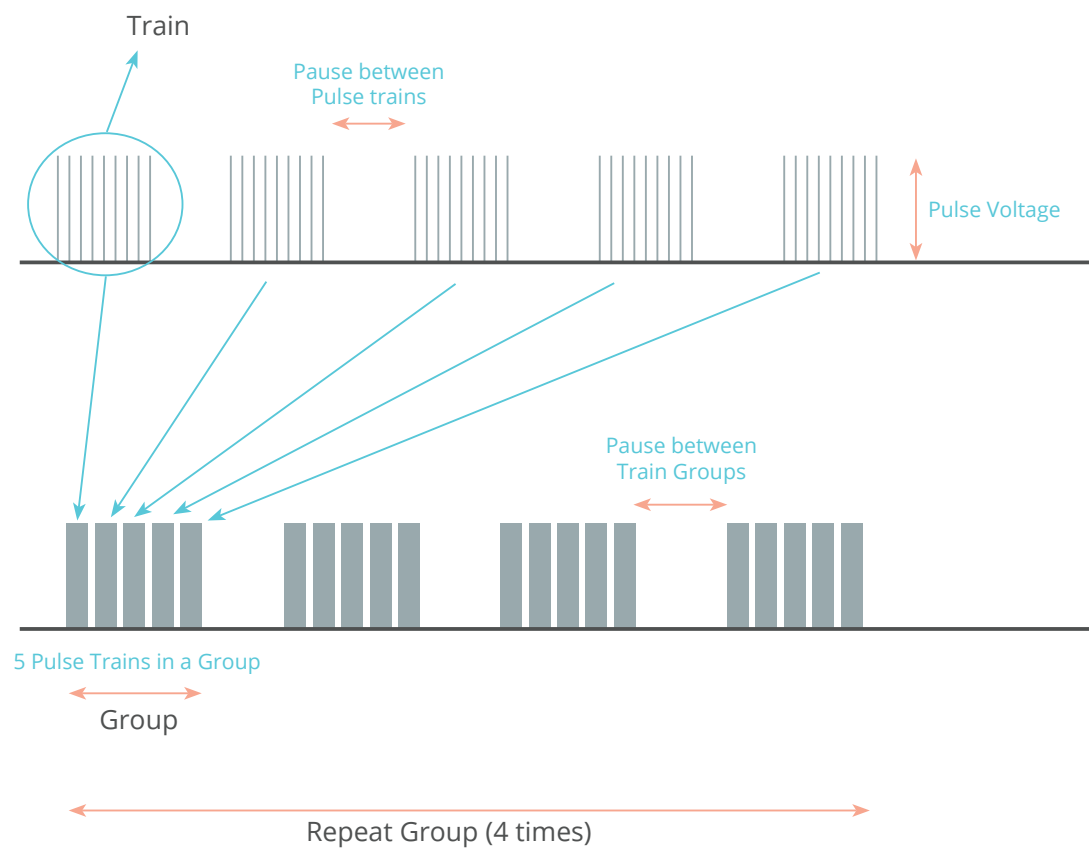 Train
Pause between
Pulse trains
Pulse Voltage
Pause between
Train Groups
5 Pulse Trains in a Group
Group
Repeat Group (4 times)